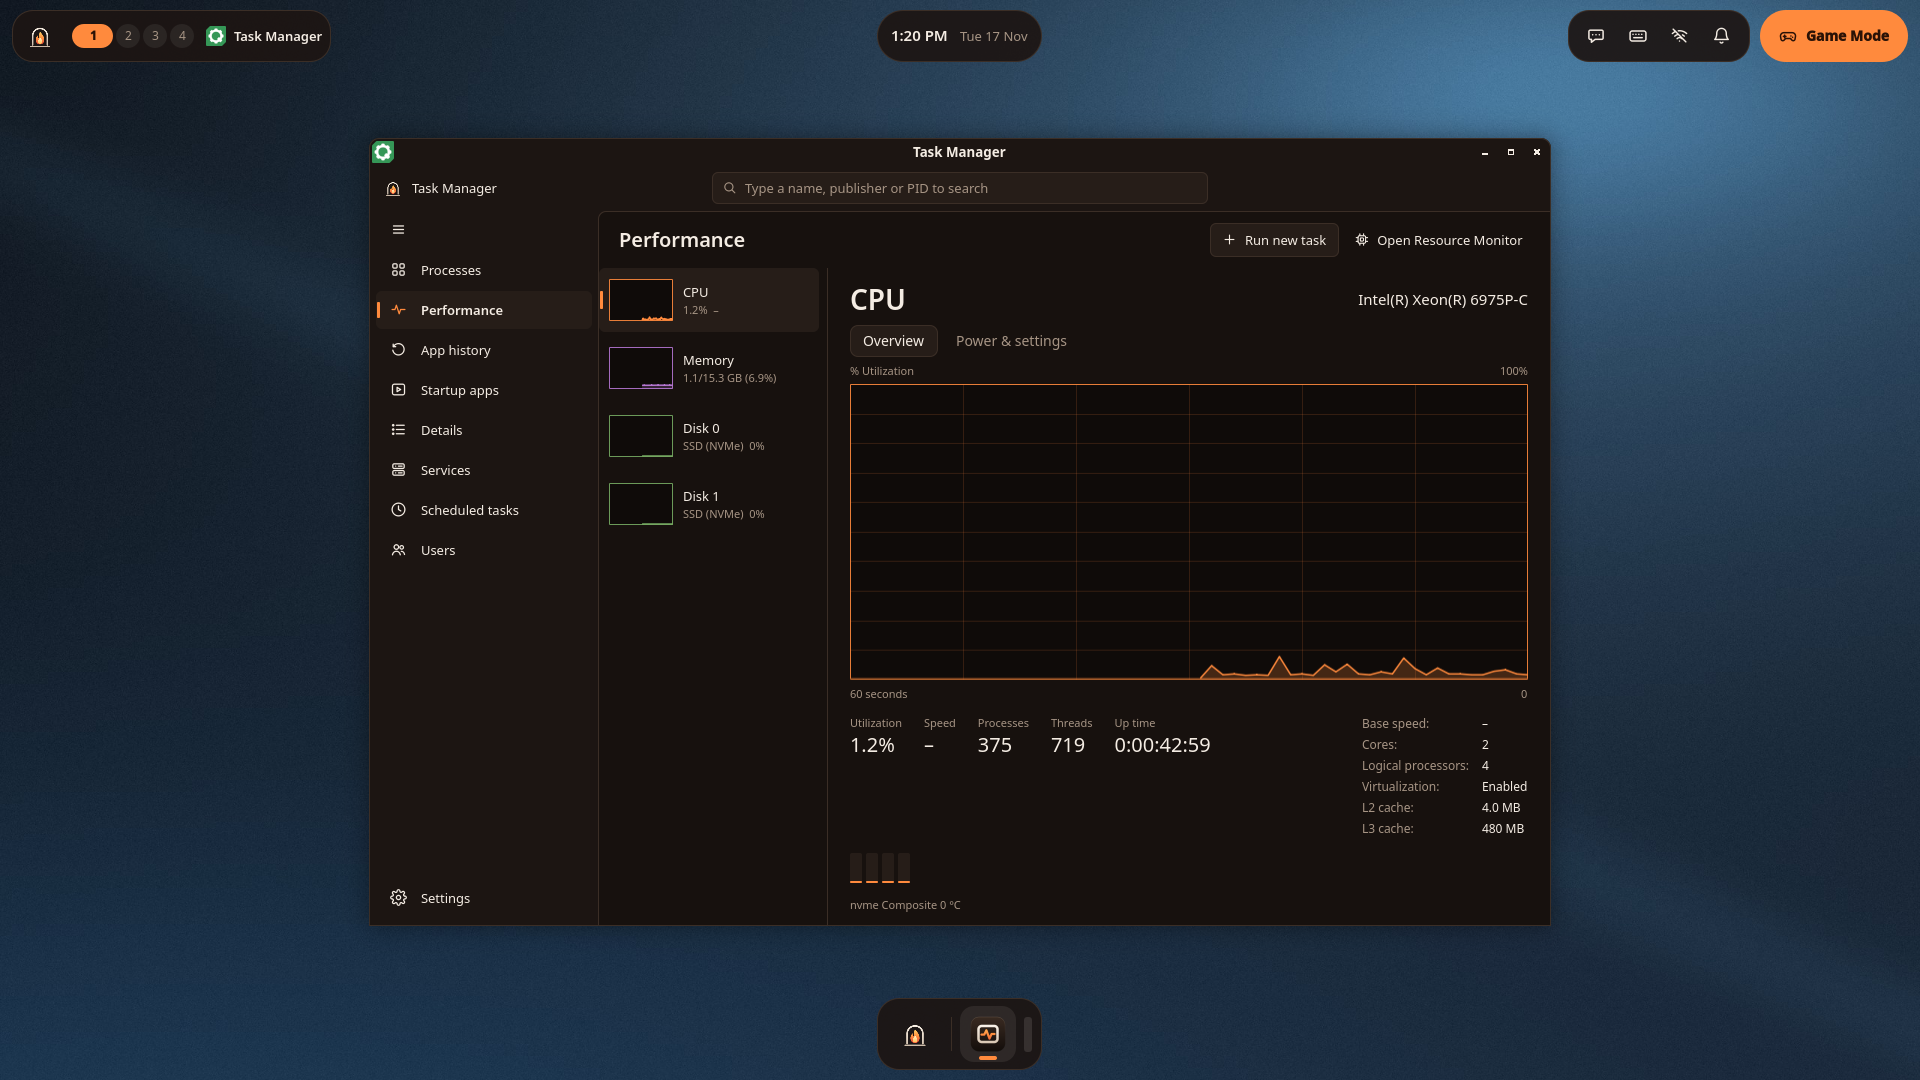 1 2 3 4 Task Manager
1:20 PM Tue 17 Nov
Game Mode
Task Manager
Task Manager
Type a name, publisher or PID to search
Performance
Run new task
Open Resource Monitor
Processes
Performance
App history
Startup apps
Details
Services
Scheduled tasks
Users
Settings
CPU
1.2% –
Memory
1.1/15.3 GB (6.9%)
Disk 0
SSD (NVMe) 0%
Disk 1
SSD (NVMe) 0%
CPU
Intel(R) Xeon(R) 6975P-C
Overview
Power & settings
% Utilization
100%
60 seconds
0
Utilization Speed Processes Threads Up time
1.2% – 375 719 0:00:42:59
Base speed: –
Cores: 2
Logical processors: 4
Virtualization: Enabled
L2 cache: 4.0 MB
L3 cache: 480 MB
nvme Composite 0 °C